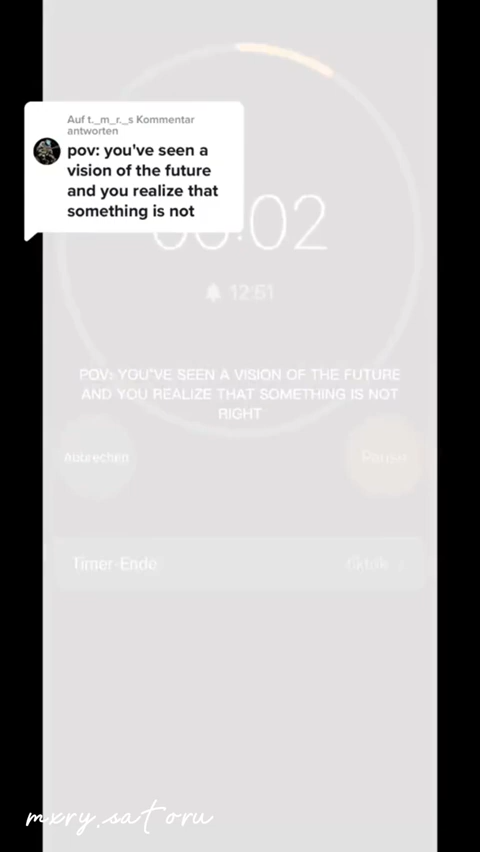 Auf t._m_r._s Kommentar
antworten
pov: you've seen a
vision of the future
and you realize that
something is not
:02
12:51
POV: YOU"VE SEEN A VISION OF THE FUTURE
AND YOU REALIZE THAT SOMETHING IS NOT
RIGHT
Abbrechen
Pause
Timer-Ende
mxry.satoru